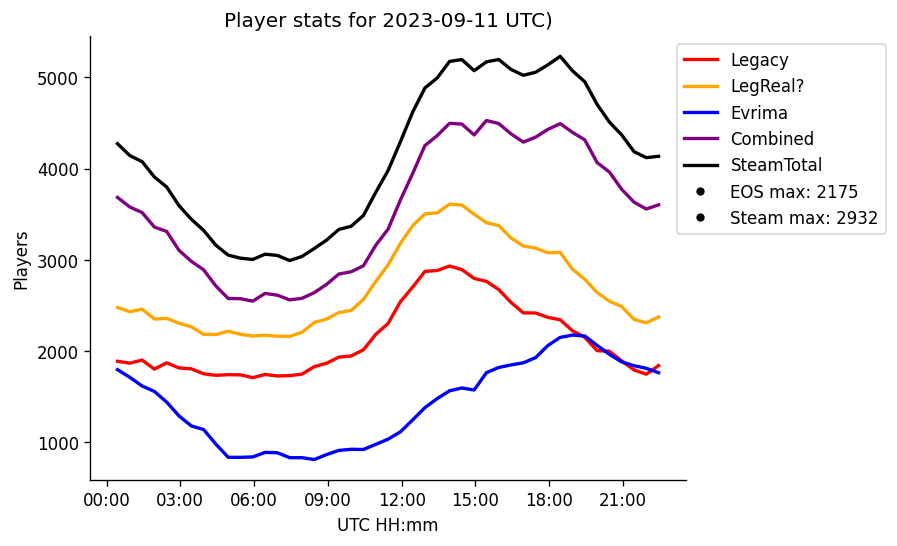 Player stats for 2023-09-11 UTC)
Legacy
LegReal?
Evrima
Combined
SteamTotal
EOS max: 2175
Steam max: 2932
Players
5000
4000
3000
2000
1000
00:00 03:00 06:00 09:00 12:00 15:00 18:00 21:00
UTC HH:mm